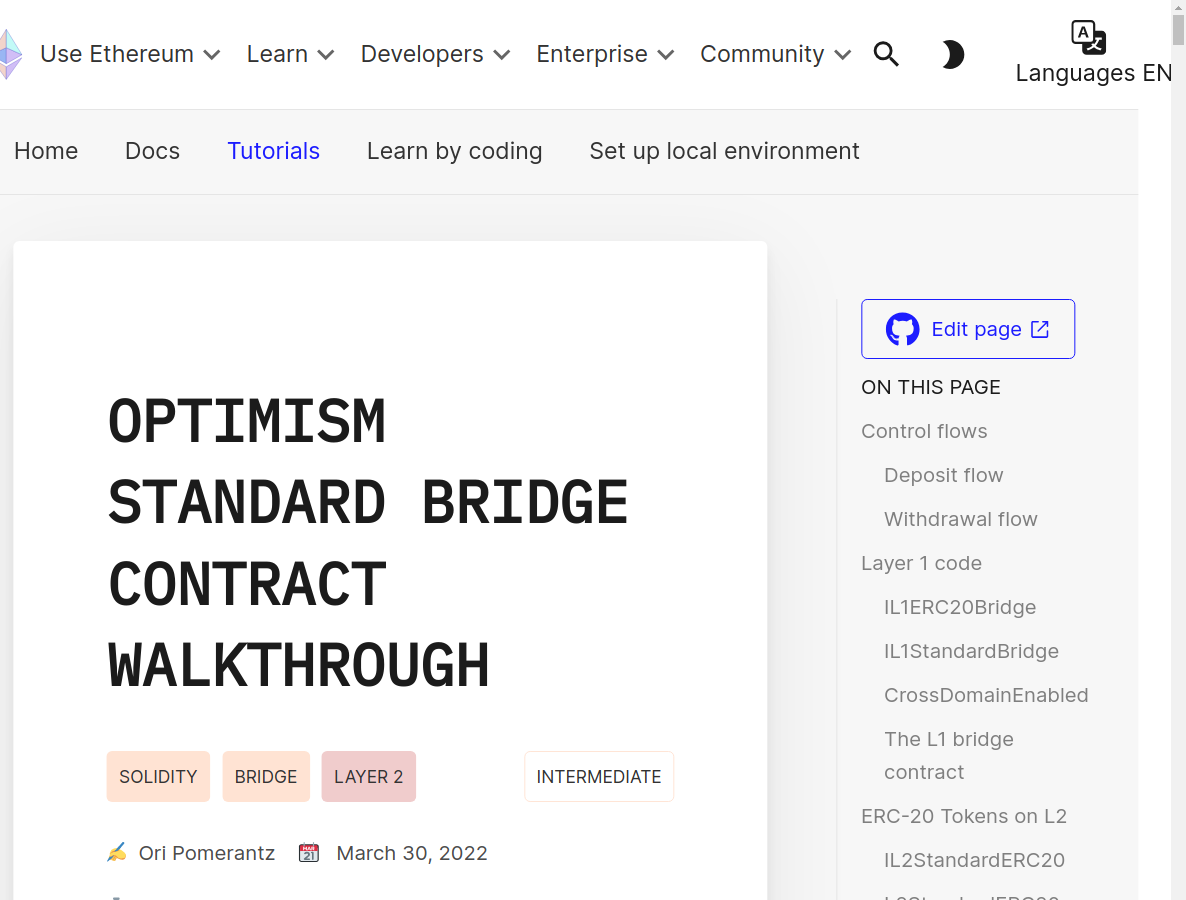 Use Ethereum Learn Developers Enterprise Community Languages EN
Home Docs Tutorials Learn by coding Set up local environment
OPTIMISM
STANDARD BRIDGE
CONTRACT
WALKTHROUGH
SOLIDITY BRIDGE LAYER 2 INTERMEDIATE
Ori Pomerantz March 30, 2022
Edit page
ON THIS PAGE
Control flows
Deposit flow
Withdrawal flow
Layer 1 code
IL1ERC20Bridge
IL1StandardBridge
CrossDomainEnabled
The L1 bridge
contract
ERC-20 Tokens on L2
IL2StandardERC20